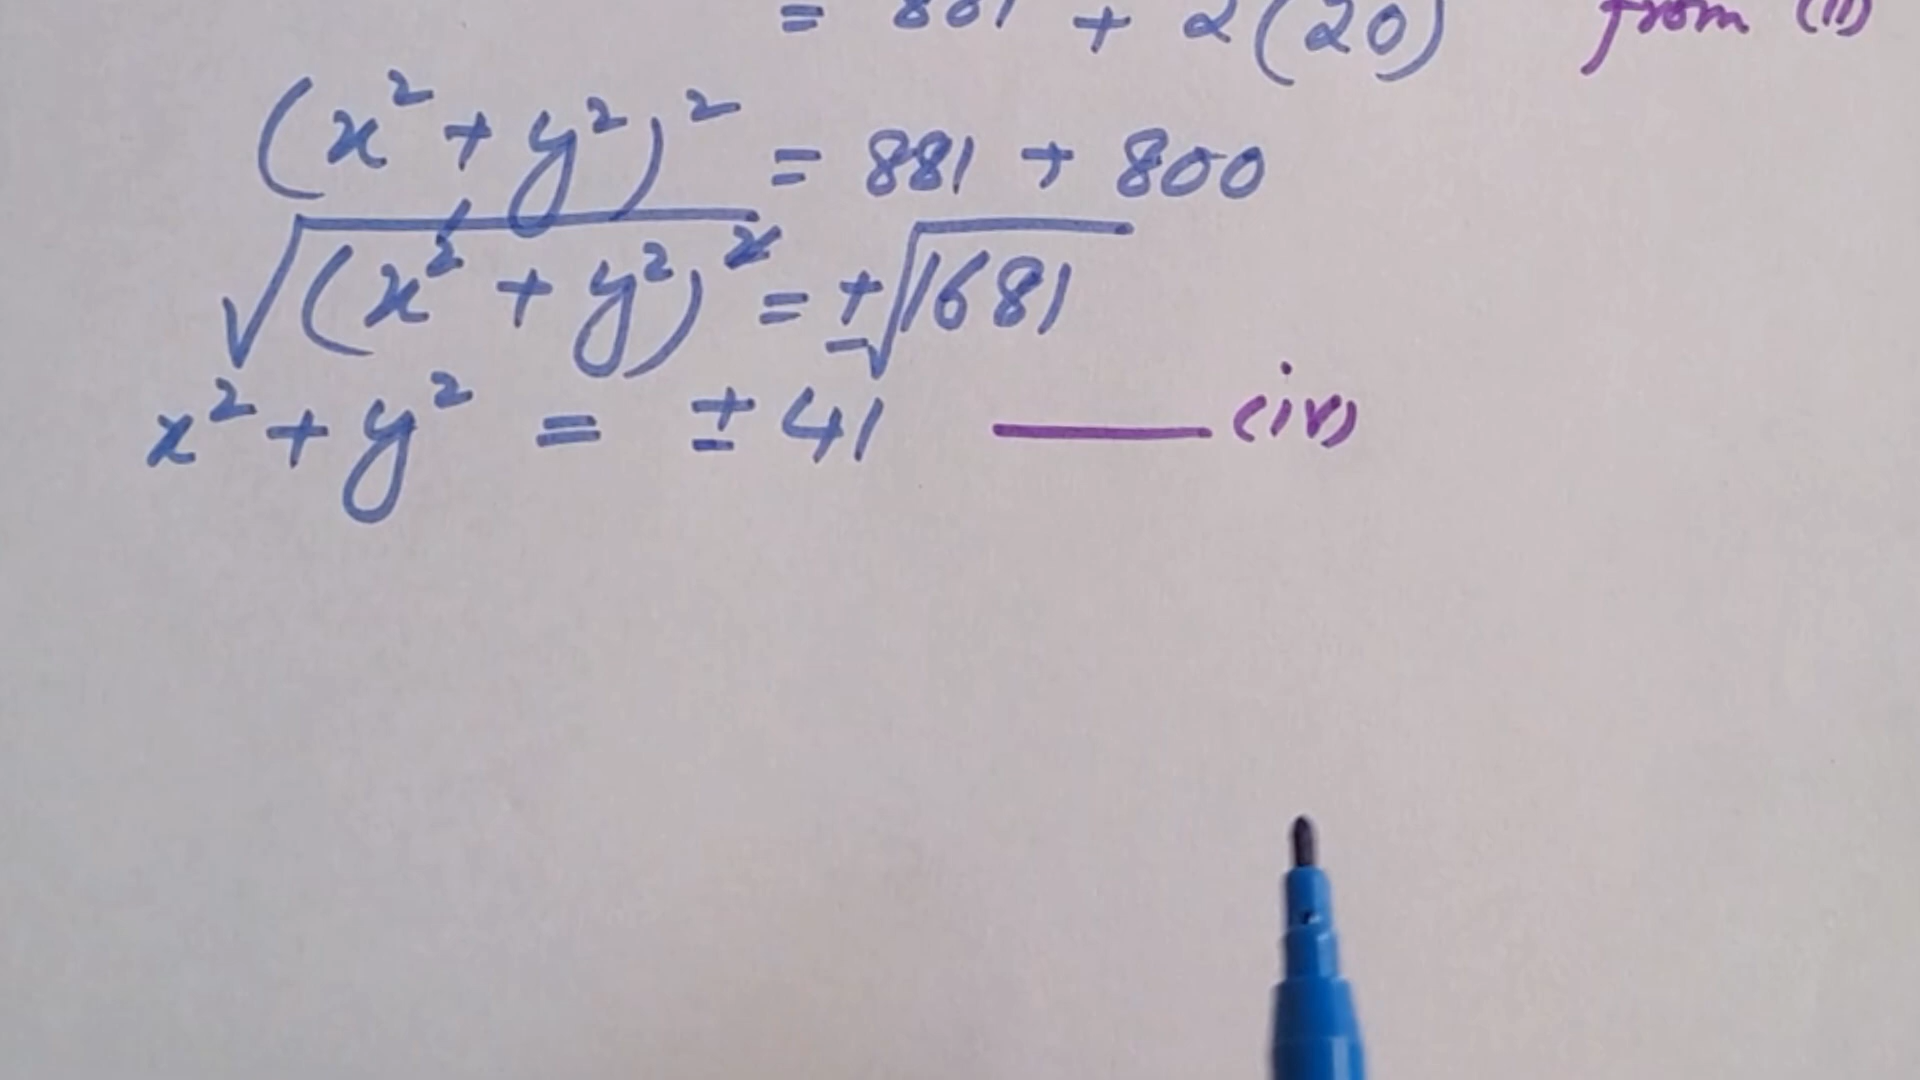 = 881 + 2(20) from (ii)
(x² + y²)² = 881 + 800
√(x² + y²)² = ±√1681
x² + y² = ± 41 —— (iv)